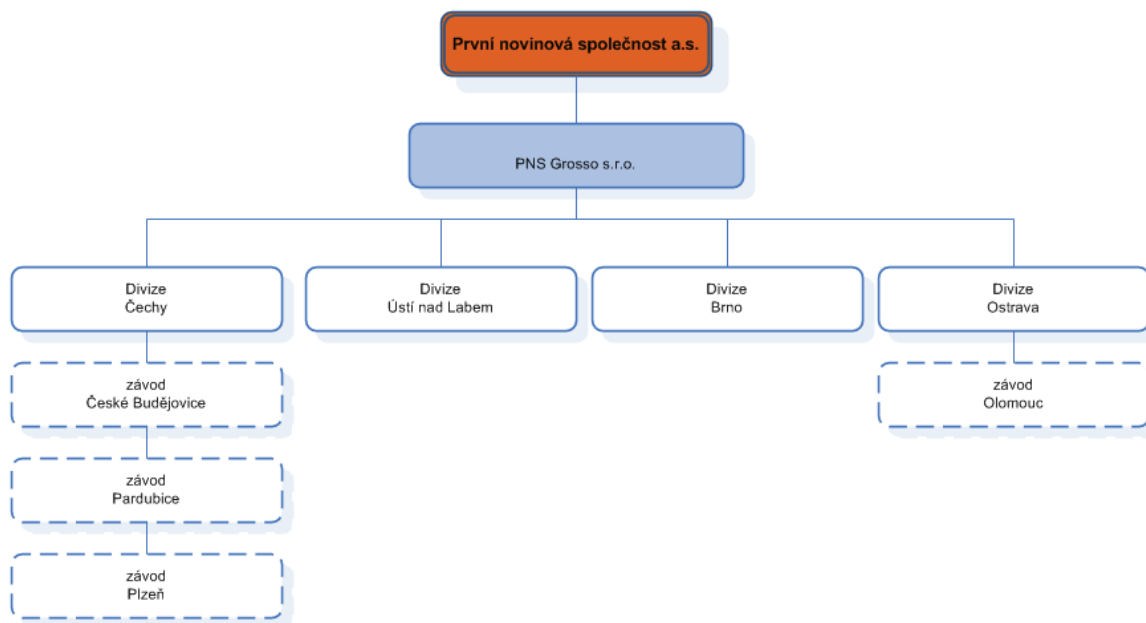 První novinová společnost a.s.
PNS Grosso s.r.o.
Divize
Čechy
Divize
Ústí nad Labem
Divize
Brno
Divize
Ostrava
závod
České Budějovice
závod
Olomouc
závod
Pardubice
závod
Plzeň